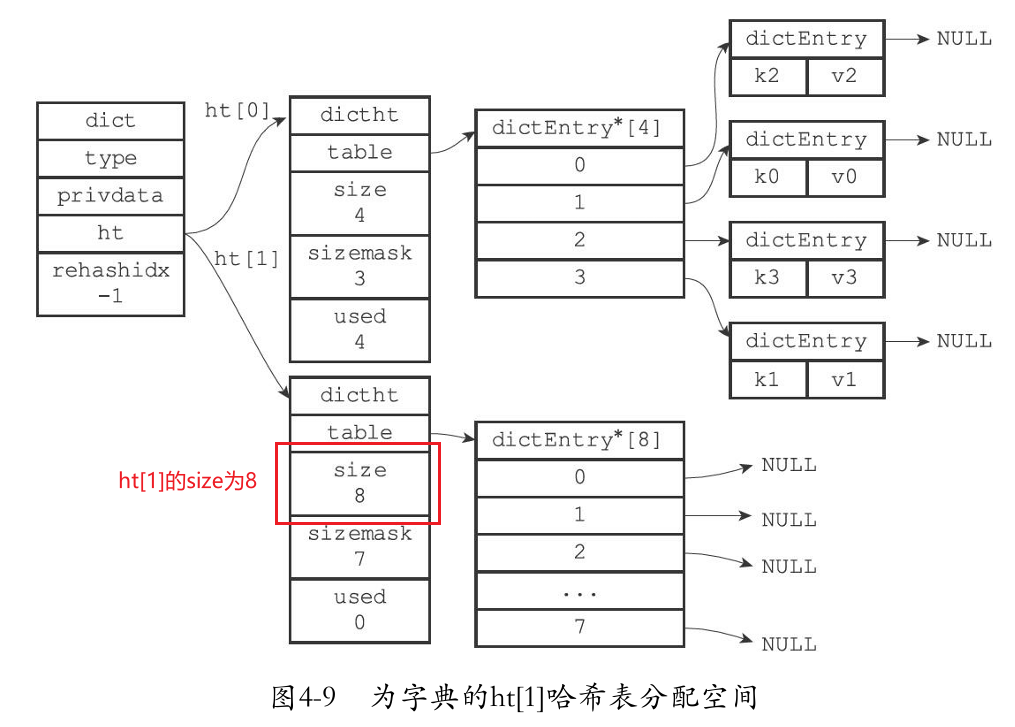 dict
type
privdata
ht
rehashidx
-1
ht[0]
ht[1]
dictht
table
size
4
sizemask
3
used
4
dictEntry*[4]
0
1
2
3
dictEntry
k2 v2
NULL
dictEntry
k0 v0
NULL
dictEntry
k3 v3
NULL
dictEntry
k1 v1
NULL
dictht
table
size
8
sizemask
7
used
0
ht[1]的size为8
dictEntry*[8]
0
1
2
...
7
NULL
NULL
NULL
NULL
图4-9 为字典的ht[1]哈希表分配空间